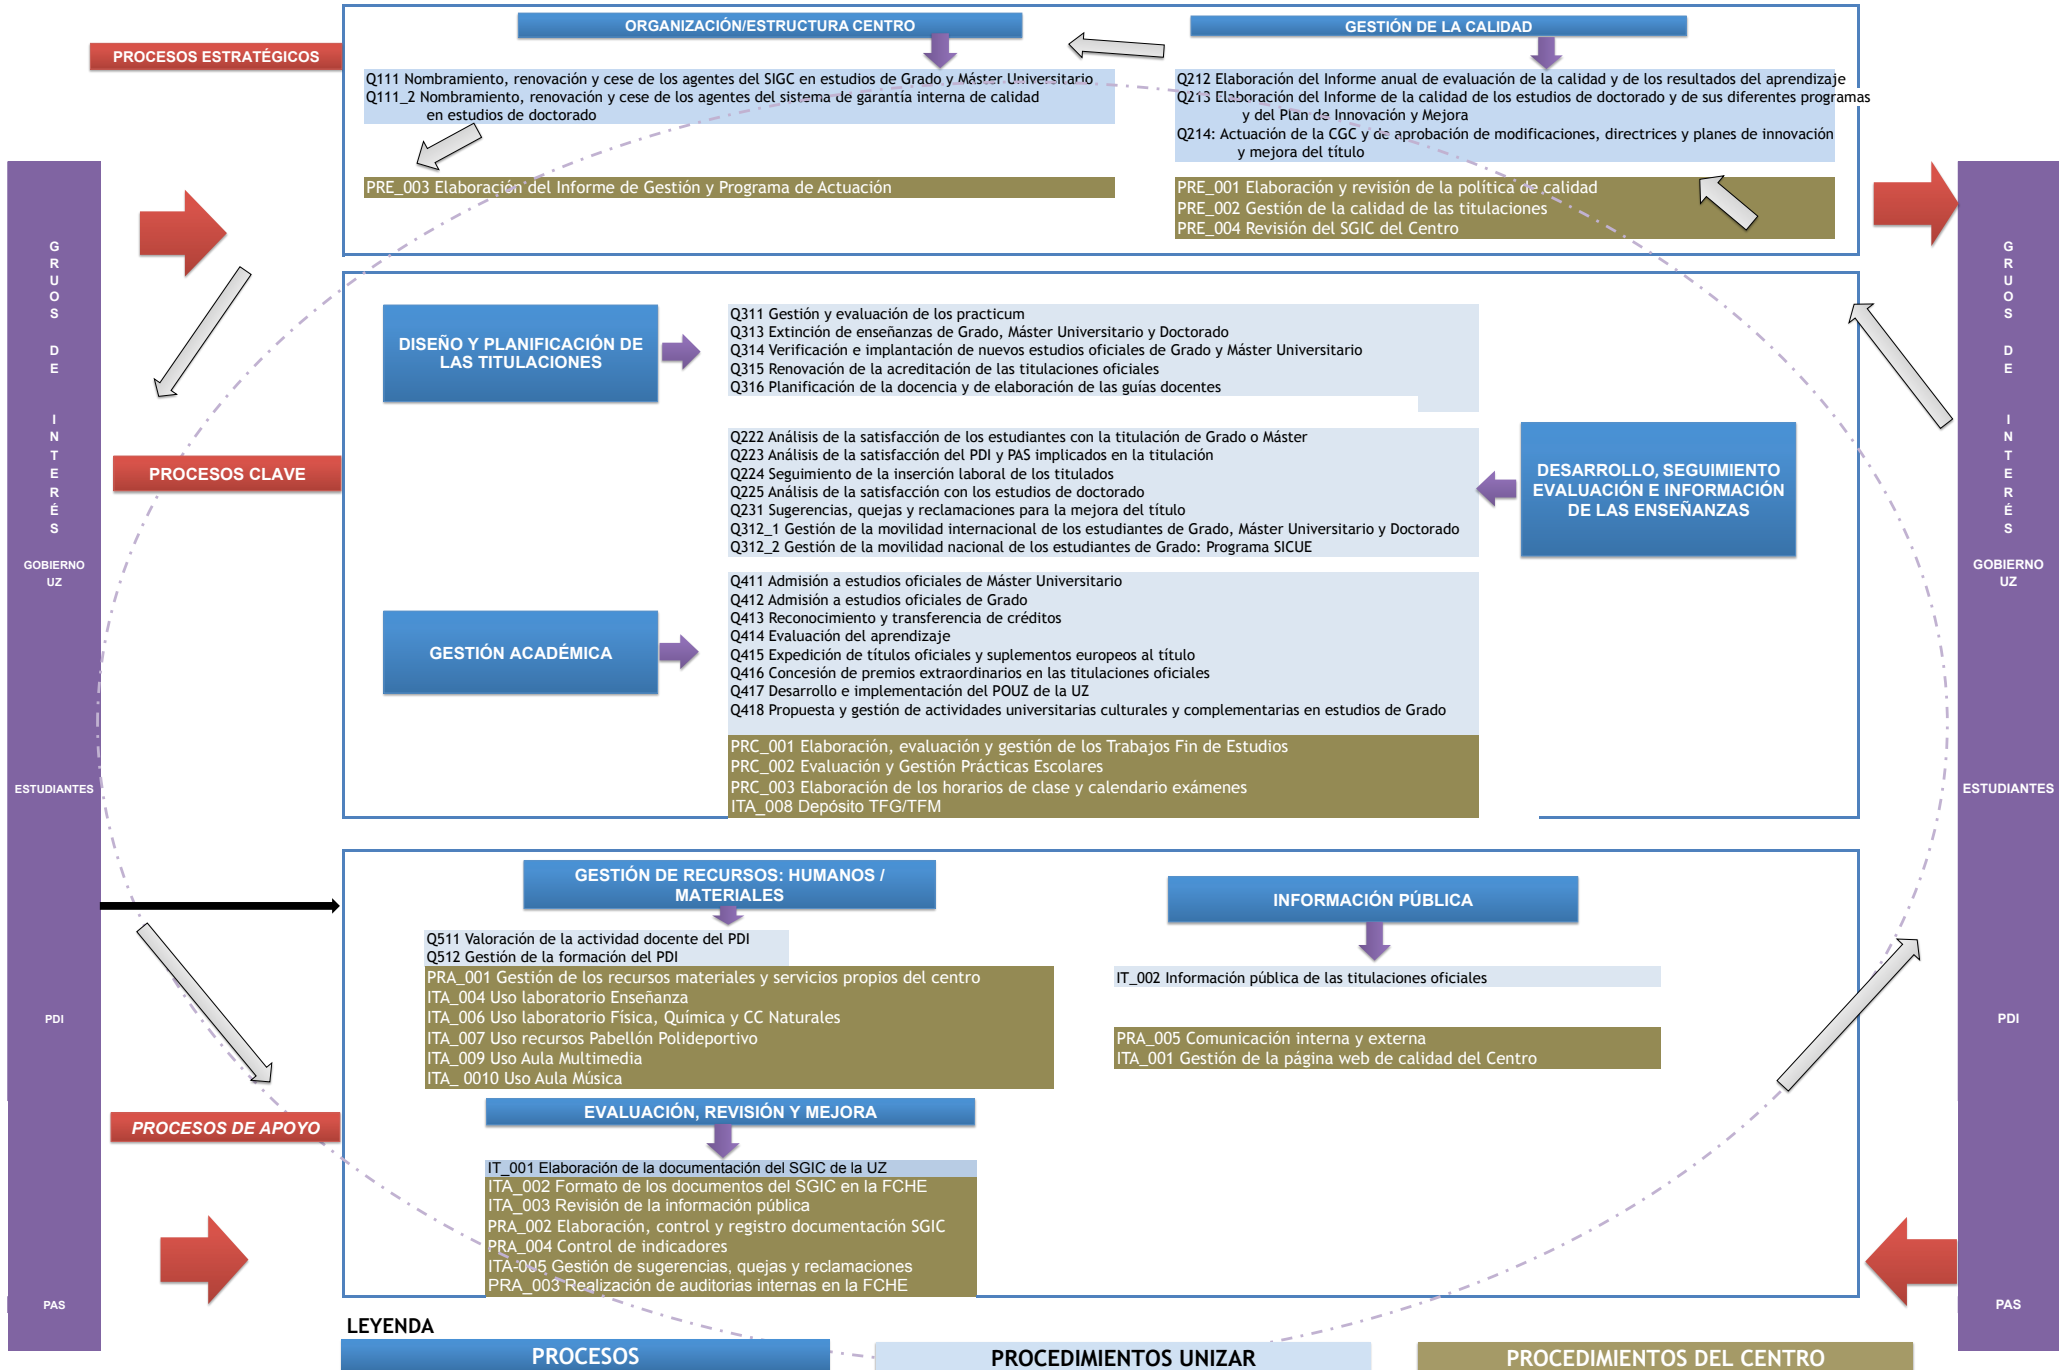 ORGANIZACIÓN/ESTRUCTURA CENTRO
GESTIÓN DE LA CALIDAD
PROCESOS ESTRATÉGICOS
Q111 Nombramiento, renovación y cese de los agentes del SIGC en estudios de Grado y Máster Universitario
Q111_2 Nombramiento, renovación y cese de los agentes del sistema de garantía interna de calidad
en estudios de doctorado
PRE_003 Elaboración del Informe de Gestión y Programa de Actuación
Q212 Elaboración del Informe anual de evaluación de la calidad y de los resultados del aprendizaje
Q213 Elaboración del Informe de la calidad de los estudios de doctorado y de sus diferentes programas
y del Plan de Innovación y Mejora
Q214: Actuación de la CGC y de aprobación de modificaciones, directrices y planes de innovación
y mejora del título
PRE_001 Elaboración y revisión de la política de calidad
PRE_002 Gestión de la calidad de las titulaciones
PRE_004 Revisión del SGIC del Centro
GRUOS
DE
INTERÉS
GOBIERNO
UZ
ESTUDIANTES
PDI
PAS
PROCESOS CLAVE
DISEÑO Y PLANIFICACIÓN DE
LAS TITULACIONES
Q311 Gestión y evaluación de los practicum
Q313 Extinción de enseñanzas de Grado, Máster Universitario y Doctorado
Q314 Verificación e implantación de nuevos estudios oficiales de Grado y Máster Universitario
Q315 Renovación de la acreditación de las titulaciones oficiales
Q316 Planificación de la docencia y de elaboración de las guías docentes
Q222 Análisis de la satisfacción de los estudiantes con la titulación de Grado o Máster
Q223 Análisis de la satisfacción del PDI y PAS implicados en la titulación
Q224 Seguimiento de la inserción laboral de los titulados
Q225 Análisis de la satisfacción con los estudios de doctorado
Q231 Sugerencias, quejas y reclamaciones para la mejora del título
Q312_1 Gestión de la movilidad internacional de los estudiantes de Grado, Máster Universitario y Doctorado
Q312_2 Gestión de la movilidad nacional de los estudiantes de Grado: Programa SICUE
DESARROLLO, SEGUIMIENTO
EVALUACIÓN E INFORMACIÓN
DE LAS ENSEÑANZAS
GESTIÓN ACADÉMICA
Q411 Admisión a estudios oficiales de Máster Universitario
Q412 Admisión a estudios oficiales de Grado
Q413 Reconocimiento y transferencia de créditos
Q414 Evaluación del aprendizaje
Q415 Expedición de títulos oficiales y suplementos europeos al título
Q416 Concesión de premios extraordinarios en las titulaciones oficiales
Q417 Desarrollo e implementación del POUZ de la UZ
Q418 Propuesta y gestión de actividades universitarias culturales y complementarias en estudios de Grado
PRC_001 Elaboración, evaluación y gestión de los Trabajos Fin de Estudios
PRC_002 Evaluación y Gestión Prácticas Escolares
PRC_003 Elaboración de los horarios de clase y calendario exámenes
ITA_008 Depósito TFG/TFM
GRUOS
DE
INTERÉS
GOBIERNO
UZ
ESTUDIANTES
PDI
PAS
PROCESOS DE APOYO
GESTIÓN DE RECURSOS: HUMANOS /
MATERIALES
Q511 Valoración de la actividad docente del PDI
Q512 Gestión de la formación del PDI
PRA_001 Gestión de los recursos materiales y servicios propios del centro
ITA_004 Uso laboratorio Enseñanza
ITA_006 Uso laboratorio Física, Química y CC Naturales
ITA_007 Uso recursos Pabellón Polideportivo
ITA_009 Uso Aula Multimedia
ITA_ 0010 Uso Aula Música
INFORMACIÓN PÚBLICA
IT_002 Información pública de las titulaciones oficiales
PRA_005 Comunicación interna y externa
ITA_001 Gestión de la página web de calidad del Centro
EVALUACIÓN, REVISIÓN Y MEJORA
IT_001 Elaboración de la documentación del SGIC de la UZ
ITA_002 Formato de los documentos del SGIC en la FCHE
ITA_003 Revisión de la información pública
PRA_002 Elaboración, control y registro documentación SGIC
PRA_004 Control de indicadores
ITA-005 Gestión de sugerencias, quejas y reclamaciones
PRA_003 Realización de auditorias internas en la FCHE
LEYENDA
PROCESOS
PROCEDIMIENTOS UNIZAR
PROCEDIMIENTOS DEL CENTRO